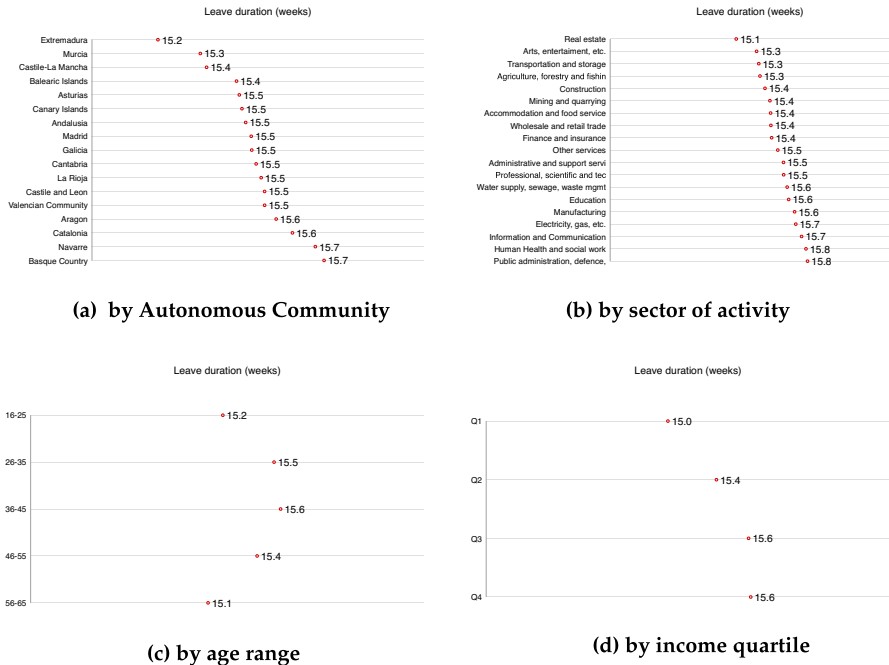 Leave duration (weeks)
Extremadura 15.2
Murcia 15.3
Castile-La Mancha 15.4
Balearic Islands 15.4
Asturias 15.5
Canary Islands 15.5
Andalusia 15.5
Madrid 15.5
Galicia 15.5
Cantabria 15.5
La Rioja 15.5
Castile and Leon 15.5
Valencian Community 15.5
Aragon 15.6
Catalonia 15.6
Navarre 15.7
Basque Country 15.7
(a) by Autonomous Community
Leave duration (weeks)
Real estate 15.1
Arts, entertaiment, etc. 15.3
Transportation and storage 15.3
Agriculture, forestry and fishin 15.3
Construction 15.4
Mining and quarrying 15.4
Accommodation and food service 15.4
Wholesale and retail trade 15.4
Finance and insurance 15.4
Other services 15.5
Administrative and support servi 15.5
Professional, scientific and tec 15.5
Water supply, sewage, waste mgmt 15.6
Education 15.6
Manufacturing 15.6
Electricity, gas, etc. 15.7
Information and Communication 15.7
Human Health and social work 15.8
Public administration, defence, 15.8
(b) by sector of activity
Leave duration (weeks)
16-25 15.2
26-35 15.5
36-45 15.6
46-55 15.4
56-65 15.1
(c) by age range
Leave duration (weeks)
Q1 15.0
Q2 15.4
Q3 15.6
Q4 15.6
(d) by income quartile